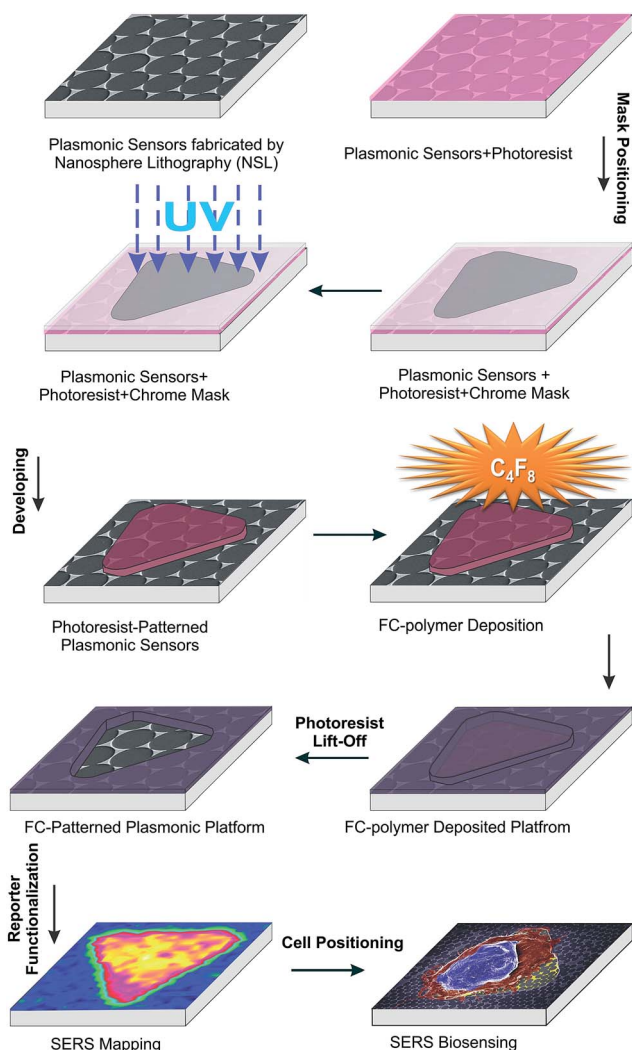 Plasmonic Sensors fabricated by
Nanosphere Lithography (NSL)
Plasmonic Sensors+Photoresist
Mask Positioning
UV
Plasmonic Sensors+
Photoresist+Chrome Mask
Plasmonic Sensors +
Photoresist+Chrome Mask
Developing
C4F8
Photoresist-Patterned
Plasmonic Sensors
FC-polymer Deposition
Photoresist
Lift-Off
FC-Patterned Plasmonic Platform
FC-polymer Deposited Platfrom
Reporter
Functionalization
Cell Positioning
SERS Mapping
SERS Biosensing